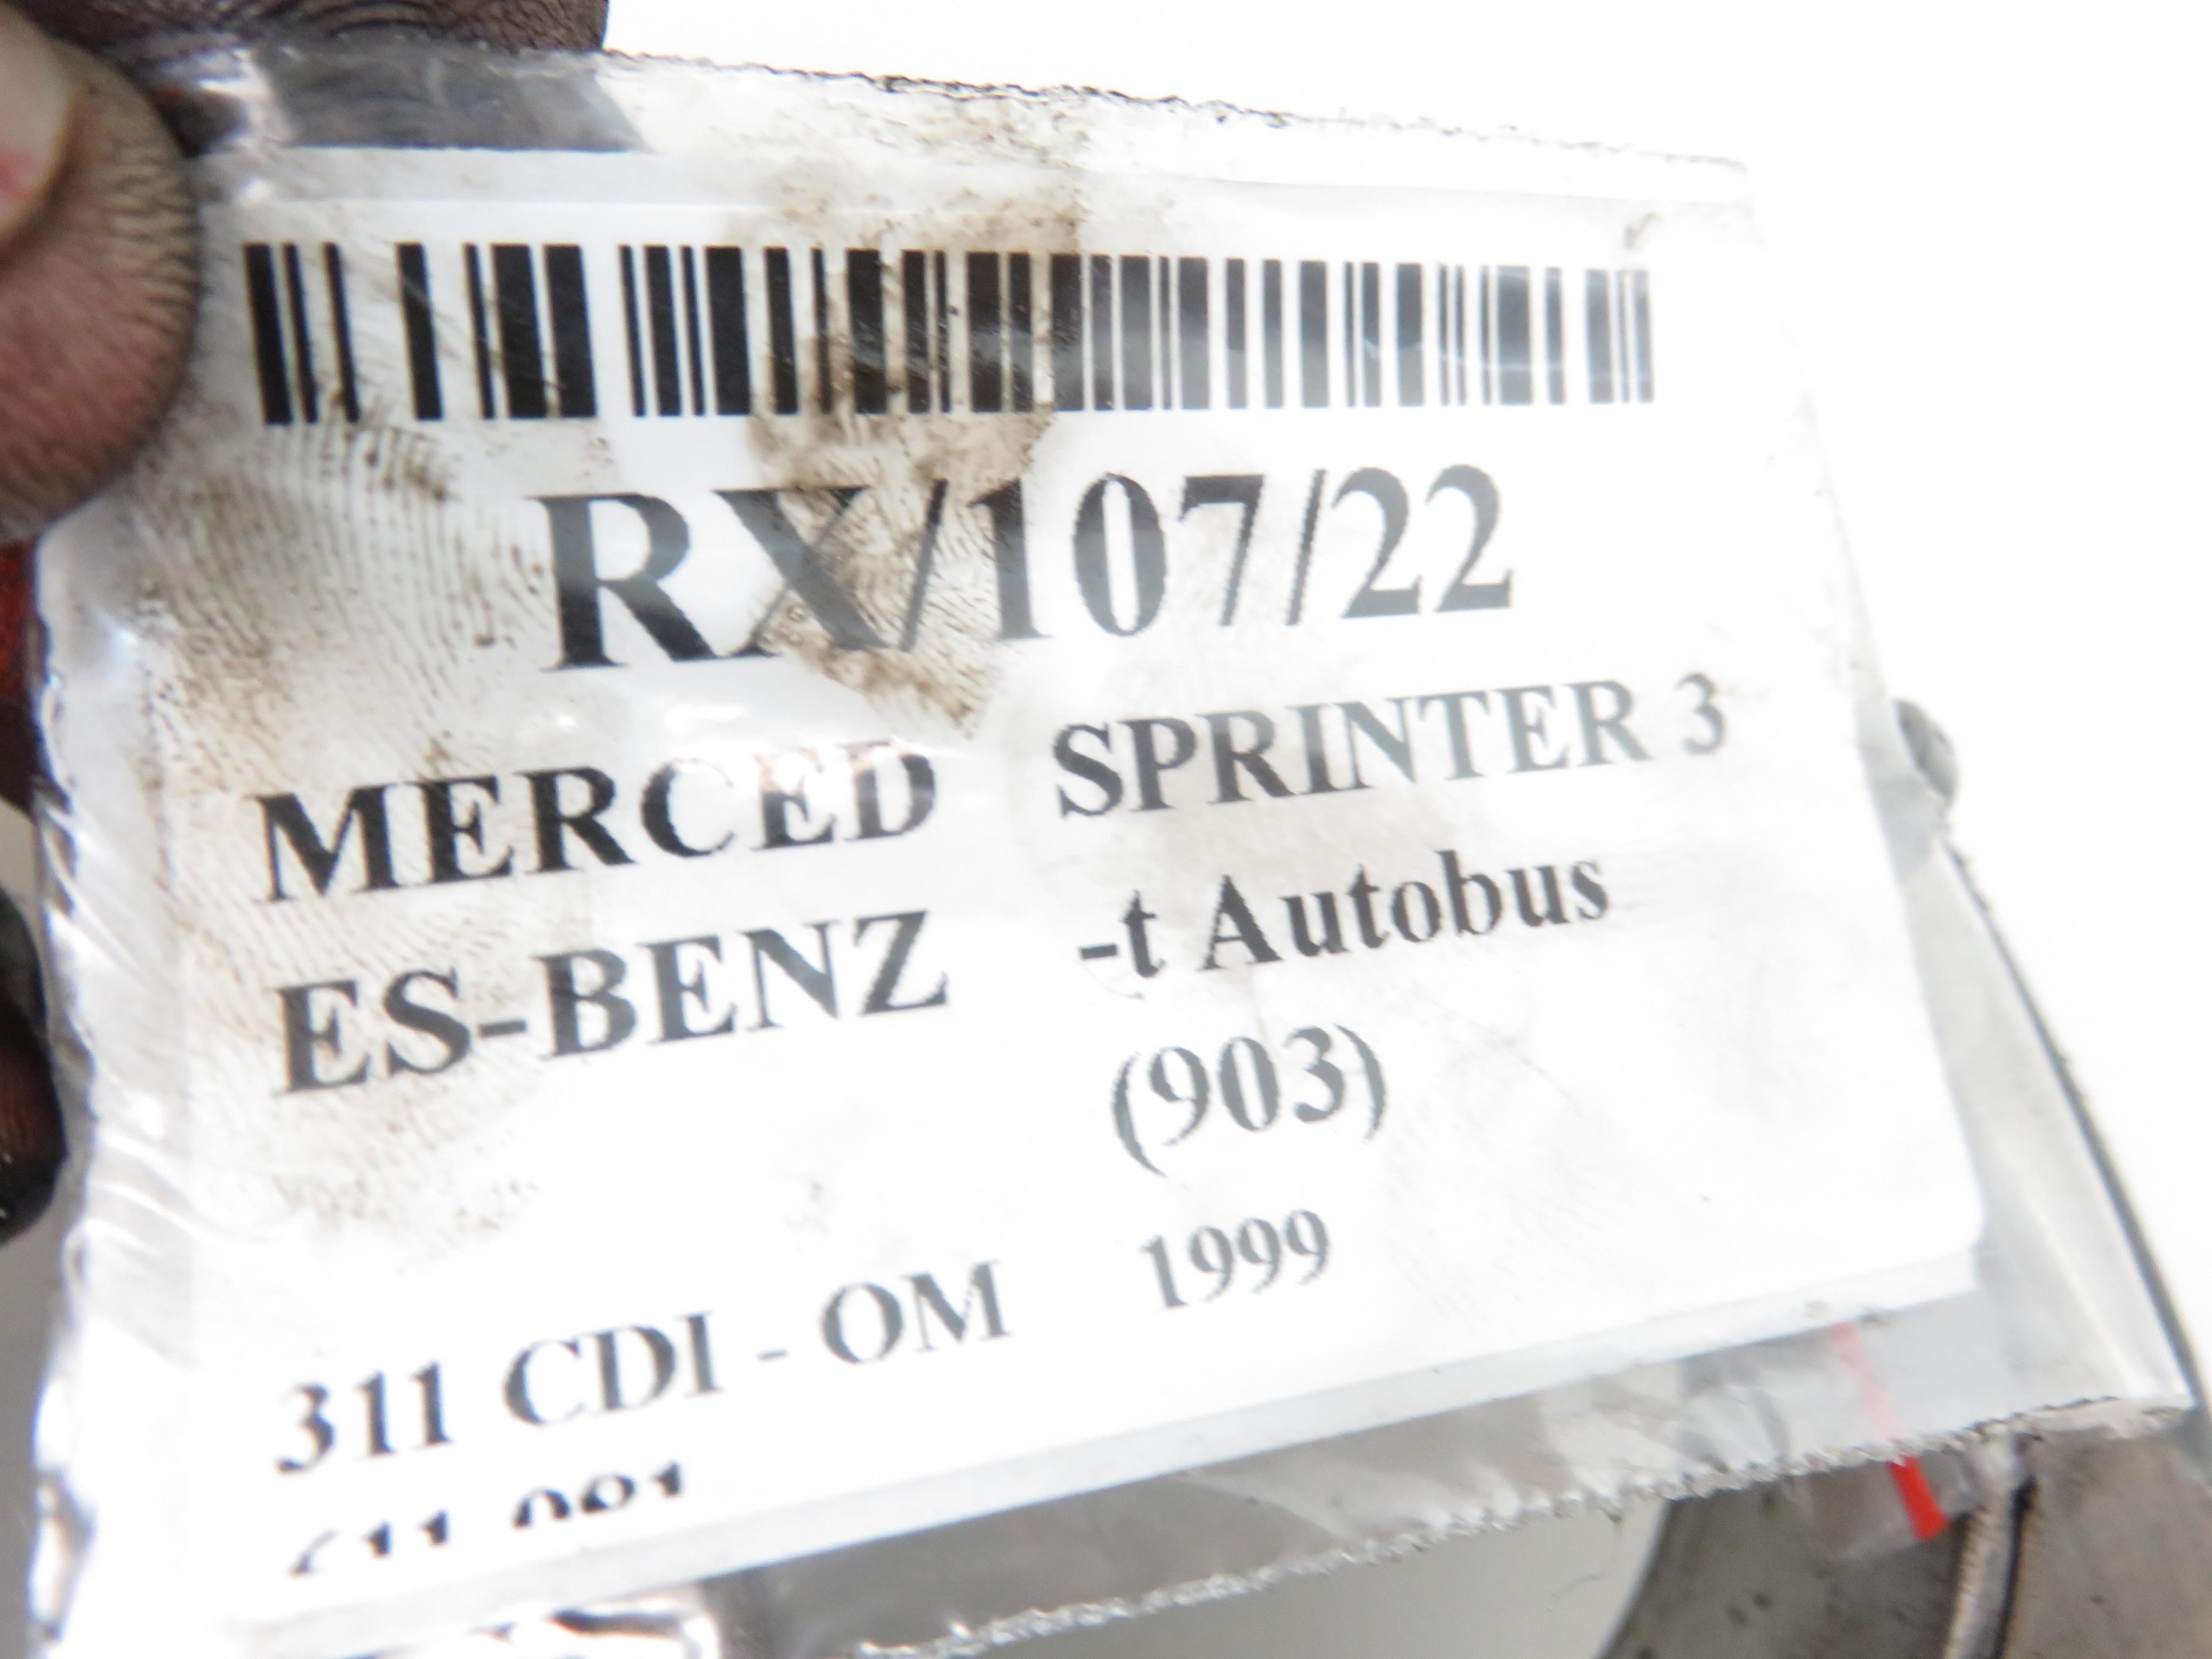 RX/107/22
MERCED SPRINTER 3
ES-BENZ -t Autobus
(903)
311 CDI - OM 1999